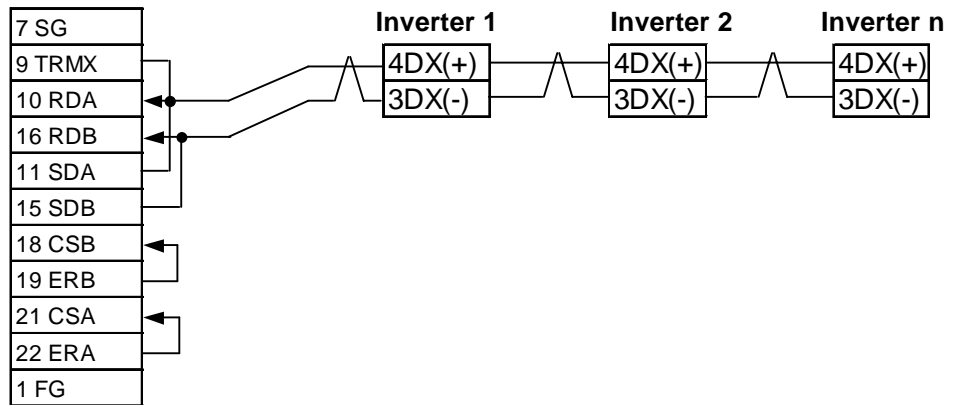 7 SG
9 TRMX
10 RDA
16 RDB
11 SDA
15 SDB
18 CSB
19 ERB
21 CSA
22 ERA
1 FG
Inverter 1
4DX(+)
3DX(-)
Inverter 2
4DX(+)
3DX(-)
Inverter n
4DX(+)
3DX(-)